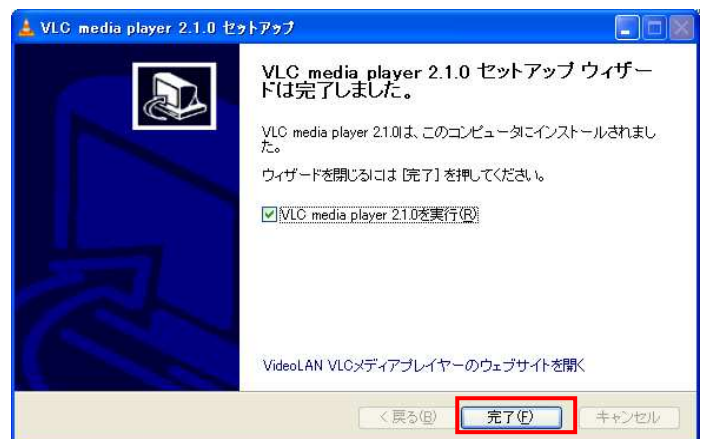 VLC media player 2.1.0 セットアップ
VLC media player 2.1.0 セットアップ ウィザー
ドは完了しました。
VLC media player 2.1.0は、このコンピュータにインストールされまし
た。
ウィザードを閉じるには [完了] を押してください。
VLC media player 2.1.0を実行(R)
VideoLAN VLCメディアプレイヤーのウェブサイトを開く
< 戻る(B)
完了(F)
キャンセル